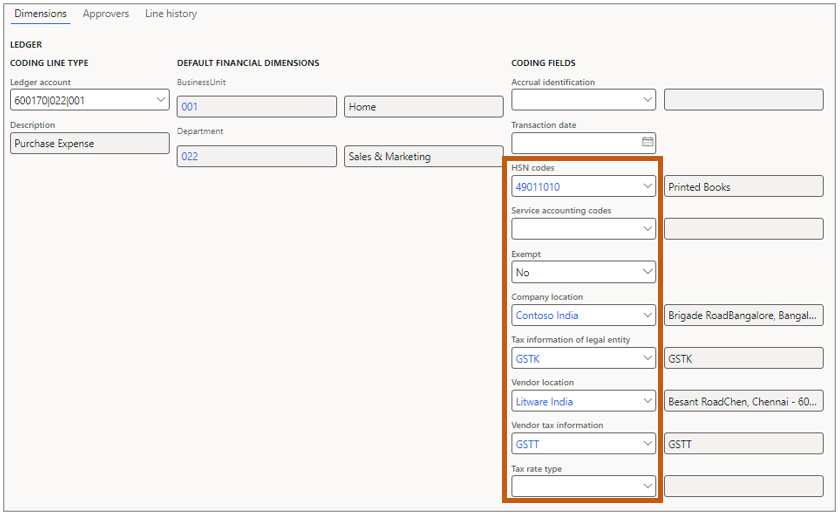 Dimensions Approvers Line history
LEDGER
CODING LINE TYPE
Ledger account
600170|022|001
Description
Purchase Expense
DEFAULT FINANCIAL DIMENSIONS
BusinessUnit
001 Home
Department
022 Sales & Marketing
CODING FIELDS
Accrual identification
Transaction date
HSN codes
49011010 Printed Books
Service accounting codes
Exempt
No
Company location
Contoso India Brigade RoadBangalore, Bangal...
Tax information of legal entity
GSTK GSTK
Vendor location
Litware India Besant RoadChen, Chennai - 60...
Vendor tax information
GSTT GSTT
Tax rate type